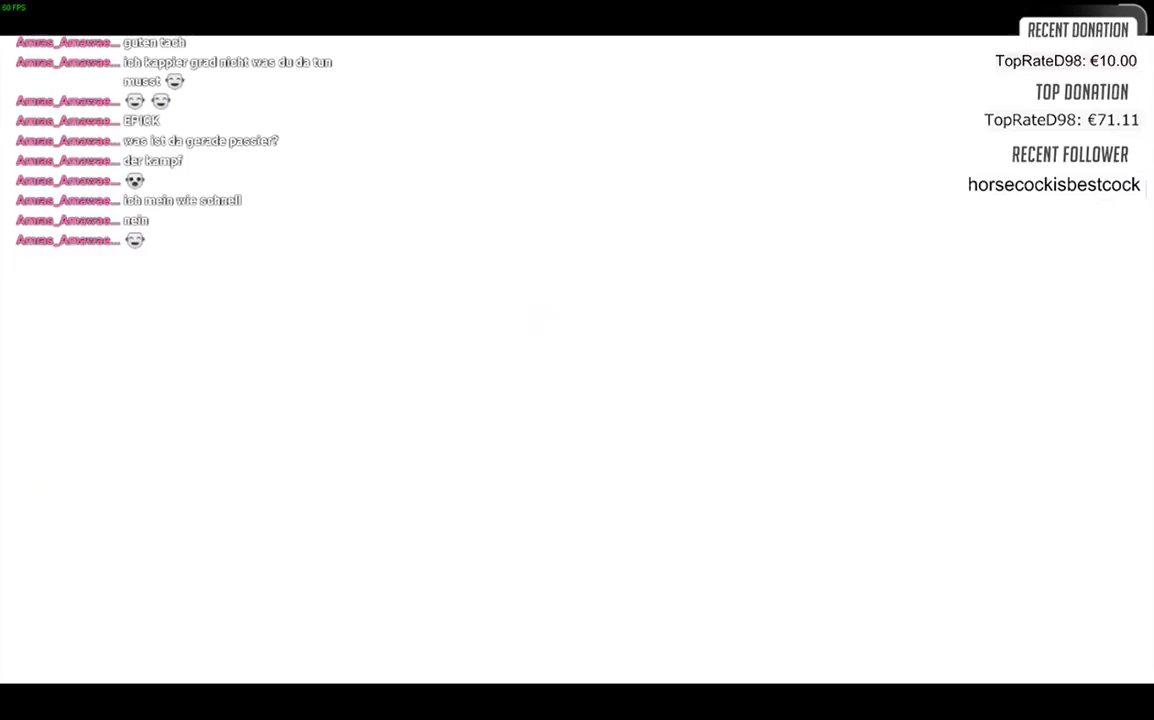 60 FPS
RECENT DONATION
TopRateD98: €10.00
TOP DONATION
TopRateD98: €71.11
RECENT FOLLOWER
horsecockisbestcock
Amras_Amawae... guten tach
Amras_Amawae... ich kappier grad nicht was du da tun
musst
Amras_Amawae...
Amras_Amawae... EPICK
Amras_Amawae... was ist da gerade passier?
Amras_Amawae... der kampf
Amras_Amawae...
Amras_Amawae... ich mein wie schnell
Amras_Amawae... nein
Amras_Amawae...